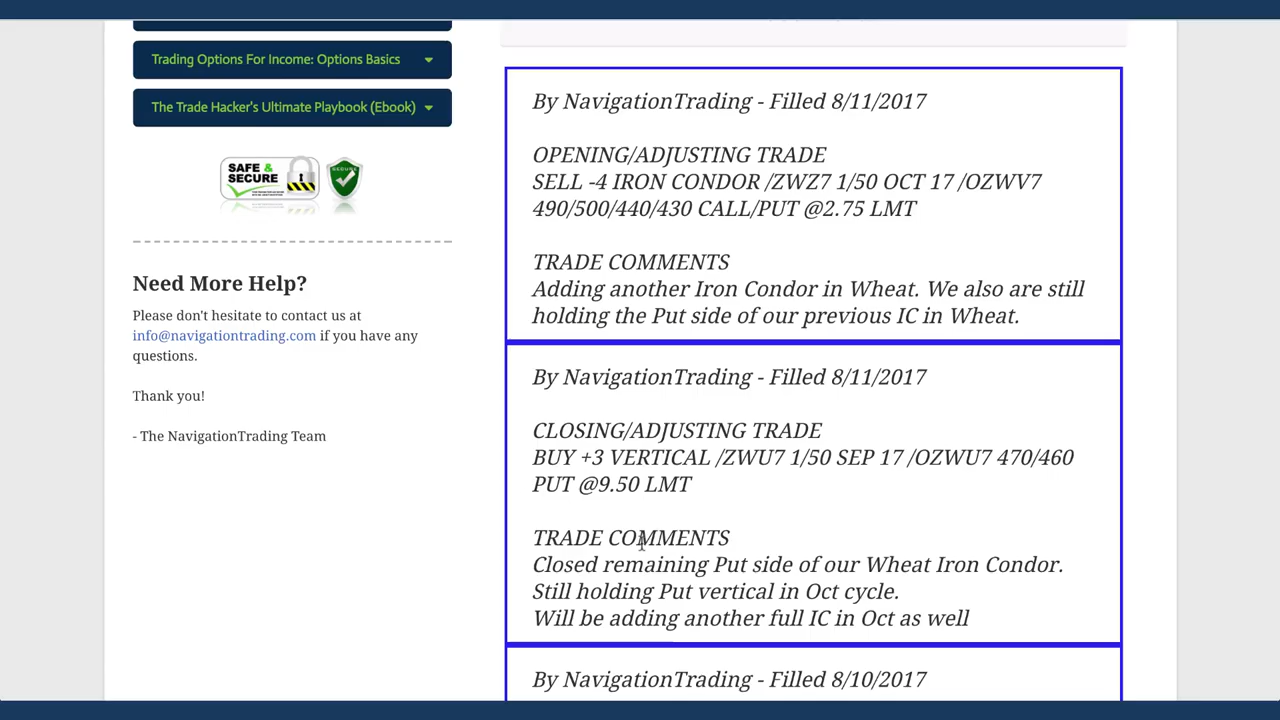 Trading Options For Income: Options Basics
The Trade Hacker's Ultimate Playbook (Ebook)
SAFE &
SECURE
SECURE
Need More Help?
Please don't hesitate to contact us at
info@navigationtrading.com if you have any
questions.
Thank you!
- The NavigationTrading Team
By NavigationTrading - Filled 8/11/2017
OPENING/ADJUSTING TRADE
SELL -4 IRON CONDOR /ZWZ7 1/50 OCT 17 /OZWV7
490/500/440/430 CALL/PUT @2.75 LMT
TRADE COMMENTS
Adding another Iron Condor in Wheat. We also are still
holding the Put side of our previous IC in Wheat.
By NavigationTrading - Filled 8/11/2017
CLOSING/ADJUSTING TRADE
BUY +3 VERTICAL /ZWU7 1/50 SEP 17 /OZWU7 470/460
PUT @9.50 LMT
TRADE COMMENTS
Closed remaining Put side of our Wheat Iron Condor.
Still holding Put vertical in Oct cycle.
Will be adding another full IC in Oct as well
By NavigationTrading - Filled 8/10/2017